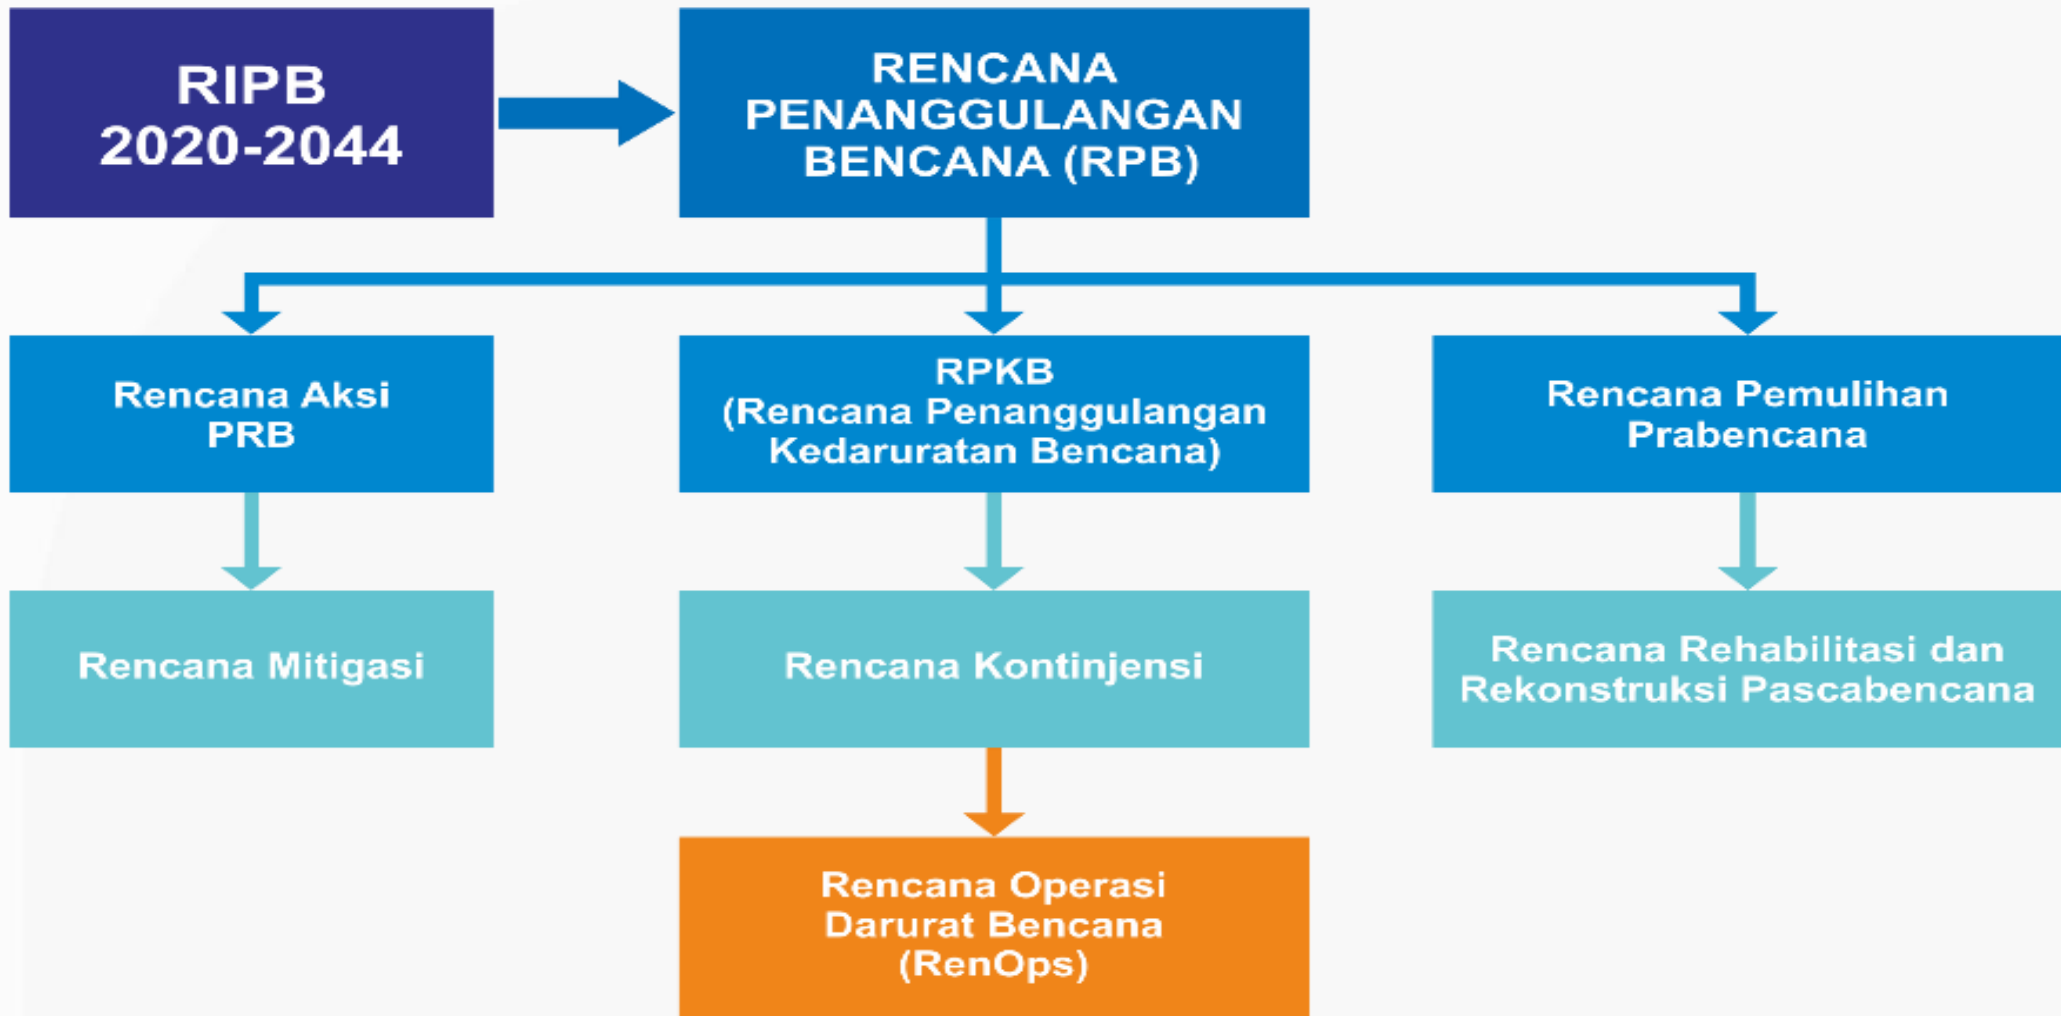 RIPB
2020-2044
RENCANA
PENANGGULANGAN
BENCANA (RPB)
Rencana Aksi
PRB
RPKB
(Rencana Penanggulangan
Kedaruratan Bencana)
Rencana Pemulihan
Prabencana
Rencana Mitigasi
Rencana Kontinjensi
Rencana Rehabilitasi dan
Rekonstruksi Pascabencana
Rencana Operasi
Darurat Bencana
(RenOps)